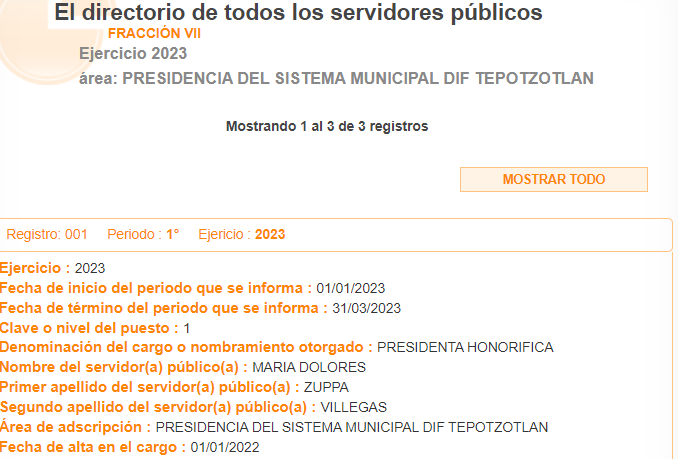 El directorio de todos los servidores públicos
FRACCIÓN VII
Ejercicio 2023
área: PRESIDENCIA DEL SISTEMA MUNICIPAL DIF TEPOTZOTLAN
Mostrando 1 al 3 de 3 registros
MOSTRAR TODO
Registro: 001 Periodo : 1° Ejericio : 2023
Ejercicio : 2023
Fecha de inicio del periodo que se informa : 01/01/2023
Fecha de término del periodo que se informa : 31/03/2023
Clave o nivel del puesto : 1
Denominación del cargo o nombramiento otorgado : PRESIDENTA HONORIFICA
Nombre del servidor(a) público(a) : MARIA DOLORES
Primer apellido del servidor(a) público(a) : ZUPPA
Segundo apellido del servidor(a) público(a) : VILLEGAS
Área de adscripción : PRESIDENCIA DEL SISTEMA MUNICIPAL DIF TEPOTZOTLAN
Fecha de alta en el cargo : 01/01/2022